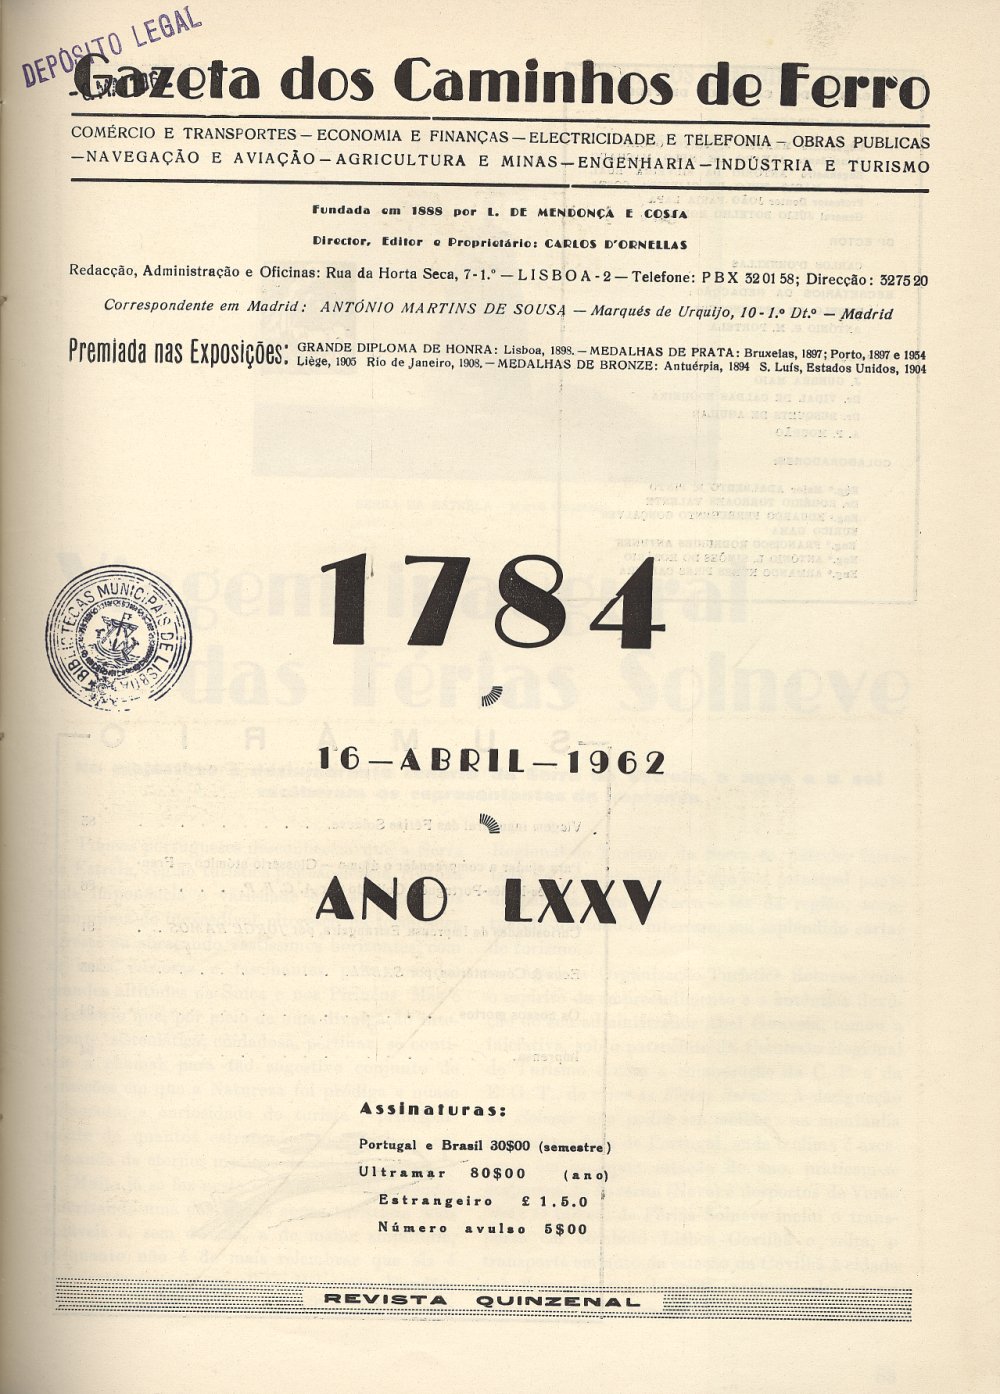 DEPÓSITO LEGAL
Gazeta dos Caminhos de Ferro
COMÉRCIO E TRANSPORTES — ECONOMIA E FINANÇAS — ELECTRICIDADE E TELEFONIA — OBRAS PUBLICAS
—NAVEGAÇÃO E AVIAÇÃO—AGRICULTURA E MINAS—ENGENHARIA—INDÚSTRIA E TURISMO
Fundada em 1888 por L. DE MENDONÇA E COSTA
Director, Editor e Proprietário: CARLOS D'ORNELLAS
Redacção, Administração e Oficinas: Rua da Horta Seca, 7-1.º — LISBOA-2 — Telefone: PBX 320158; Direcção: 327520
Correspondente em Madrid: ANTÓNIO MARTINS DE SOUSA — Marqués de Urquijo, 10-1.º Dt.º — Madrid
Premiada nas Exposições: GRANDE DIPLOMA DE HONRA: Lisboa, 1898. — MEDALHAS DE PRATA: Bruxelas, 1897; Porto, 1897 e 1934
Liège, 1905 Rio de Janeiro, 1908. — MEDALHAS DE BRONZE: Antuérpia, 1894 S. Luís, Estados Unidos, 1904
1784
BIBLIOTECAS MUNICIPAIS DE LISBOA
16—ABRIL—1962
ANO LXXV
Assinaturas:
Portugal e Brasil 30$00 (semestre)
Ultramar 80$00 (ano)
Estrangeiro £ 1.5.0
Número avulso 5$00
REVISTA QUINZENAL